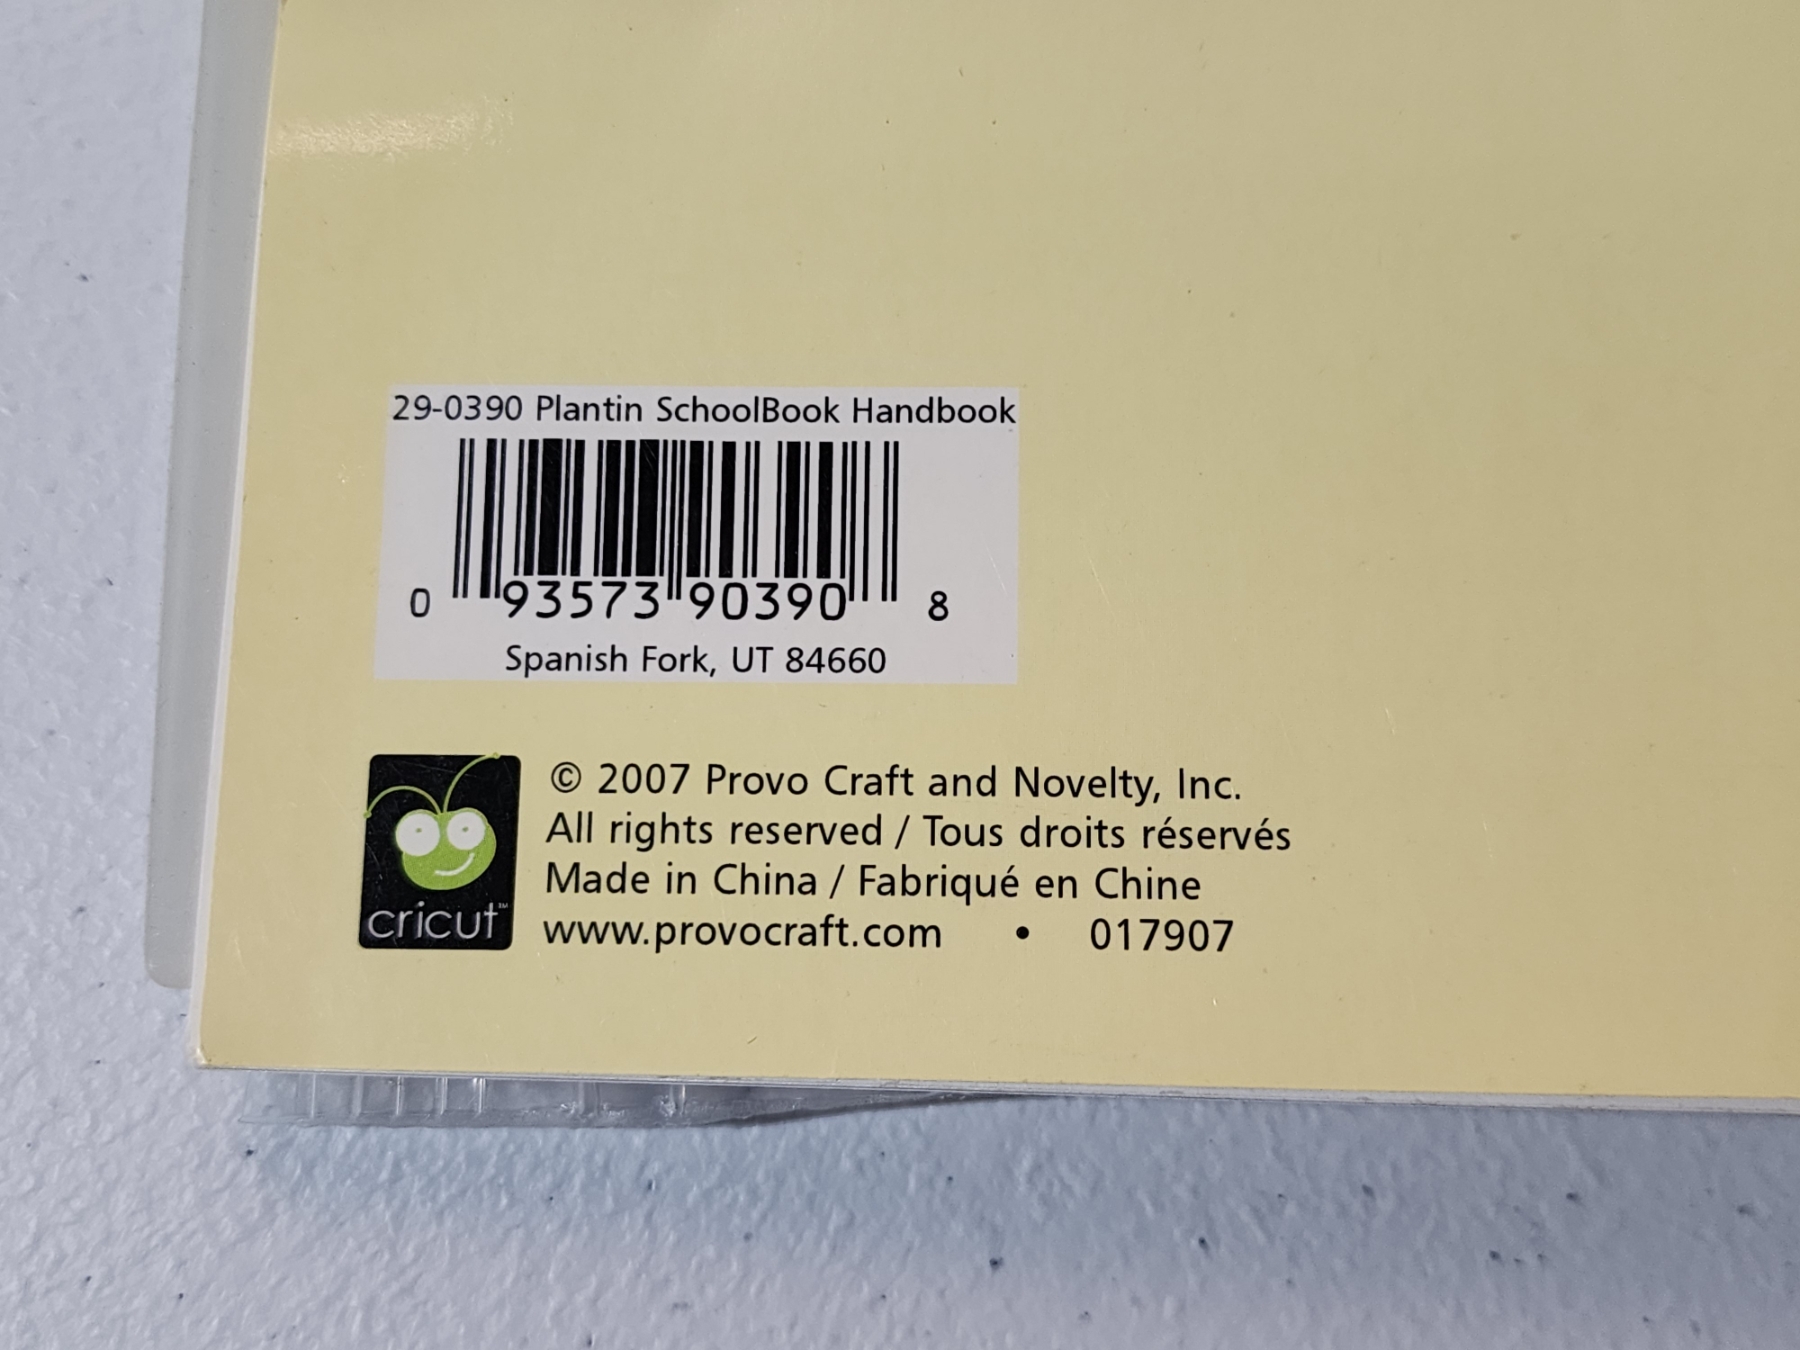 29-0390 Plantin SchoolBook Handbook
0 93573 90390 8
Spanish Fork, UT 84660
cricut™
© 2007 Provo Craft and Novelty, Inc.
All rights reserved / Tous droits réservés
Made in China / Fabriqué en Chine
www.provocraft.com • 017907